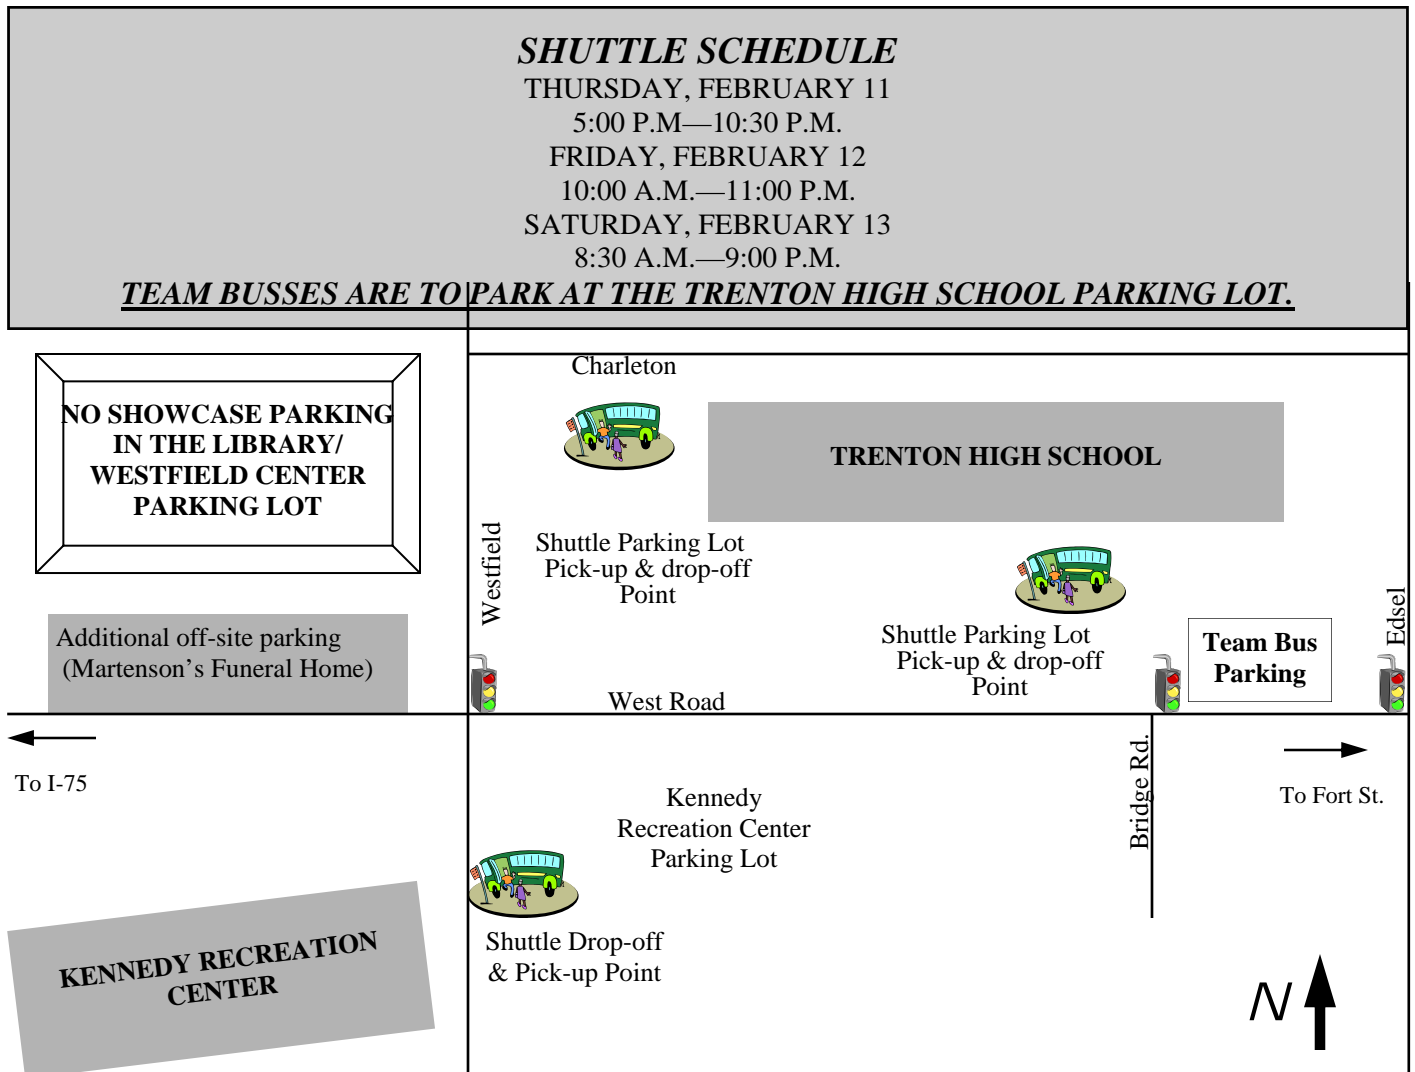 SHUTTLE SCHEDULE
THURSDAY, FEBRUARY 11
5:00 P.M—10:30 P.M.
FRIDAY, FEBRUARY 12
10:00 A.M.—11:00 P.M.
SATURDAY, FEBRUARY 13
8:30 A.M.—9:00 P.M.
TEAM BUSSES ARE TO PARK AT THE TRENTON HIGH SCHOOL PARKING LOT.
NO SHOWCASE PARKING
IN THE LIBRARY/
WESTFIELD CENTER
PARKING LOT
Charleton
TRENTON HIGH SCHOOL
Westfield
Shuttle Parking Lot
Pick-up & drop-off
Point
Shuttle Parking Lot
Pick-up & drop-off
Point
Team Bus
Parking
Edsel
Additional off-site parking
(Martenson’s Funeral Home)
West Road
To I-75
Kennedy
Recreation Center
Parking Lot
Bridge Rd.
To Fort St.
KENNEDY RECREATION
CENTER
Shuttle Drop-off
& Pick-up Point
N